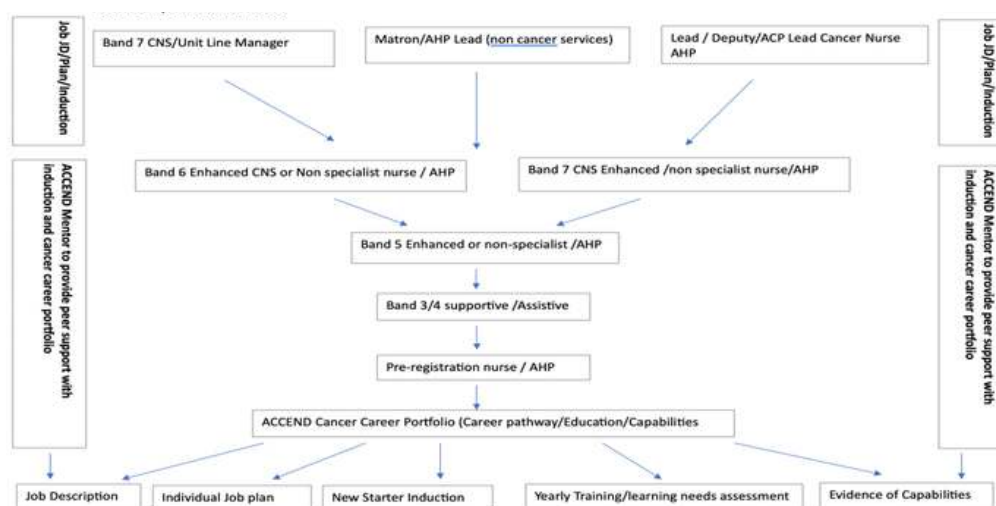 Job JD/Plan/Induction
Band 7 CNS/Unit Line Manager
Matron/AHP Lead (non cancer services)
Lead / Deputy/ACP Lead Cancer Nurse
AHP
Job JD/Plan/Induction
ACCEND Mentor to provide peer support with
induction and cancer career portfolio
Band 6 Enhanced CNS or Non specialist nurse / AHP
Band 7 CNS Enhanced /non specialist nurse/AHP
ACCEND Mentor to provide peer support with
induction and cancer career portfolio
Band 5 Enhanced or non-specialist /AHP
Band 3/4 supportive /Assistive
Pre-registration nurse / AHP
ACCEND Cancer Career Portfolio (Career pathway/Education/Capabilities
Job Description
Individual Job plan
New Starter Induction
Yearly Training/learning needs assessment
Evidence of Capabilities